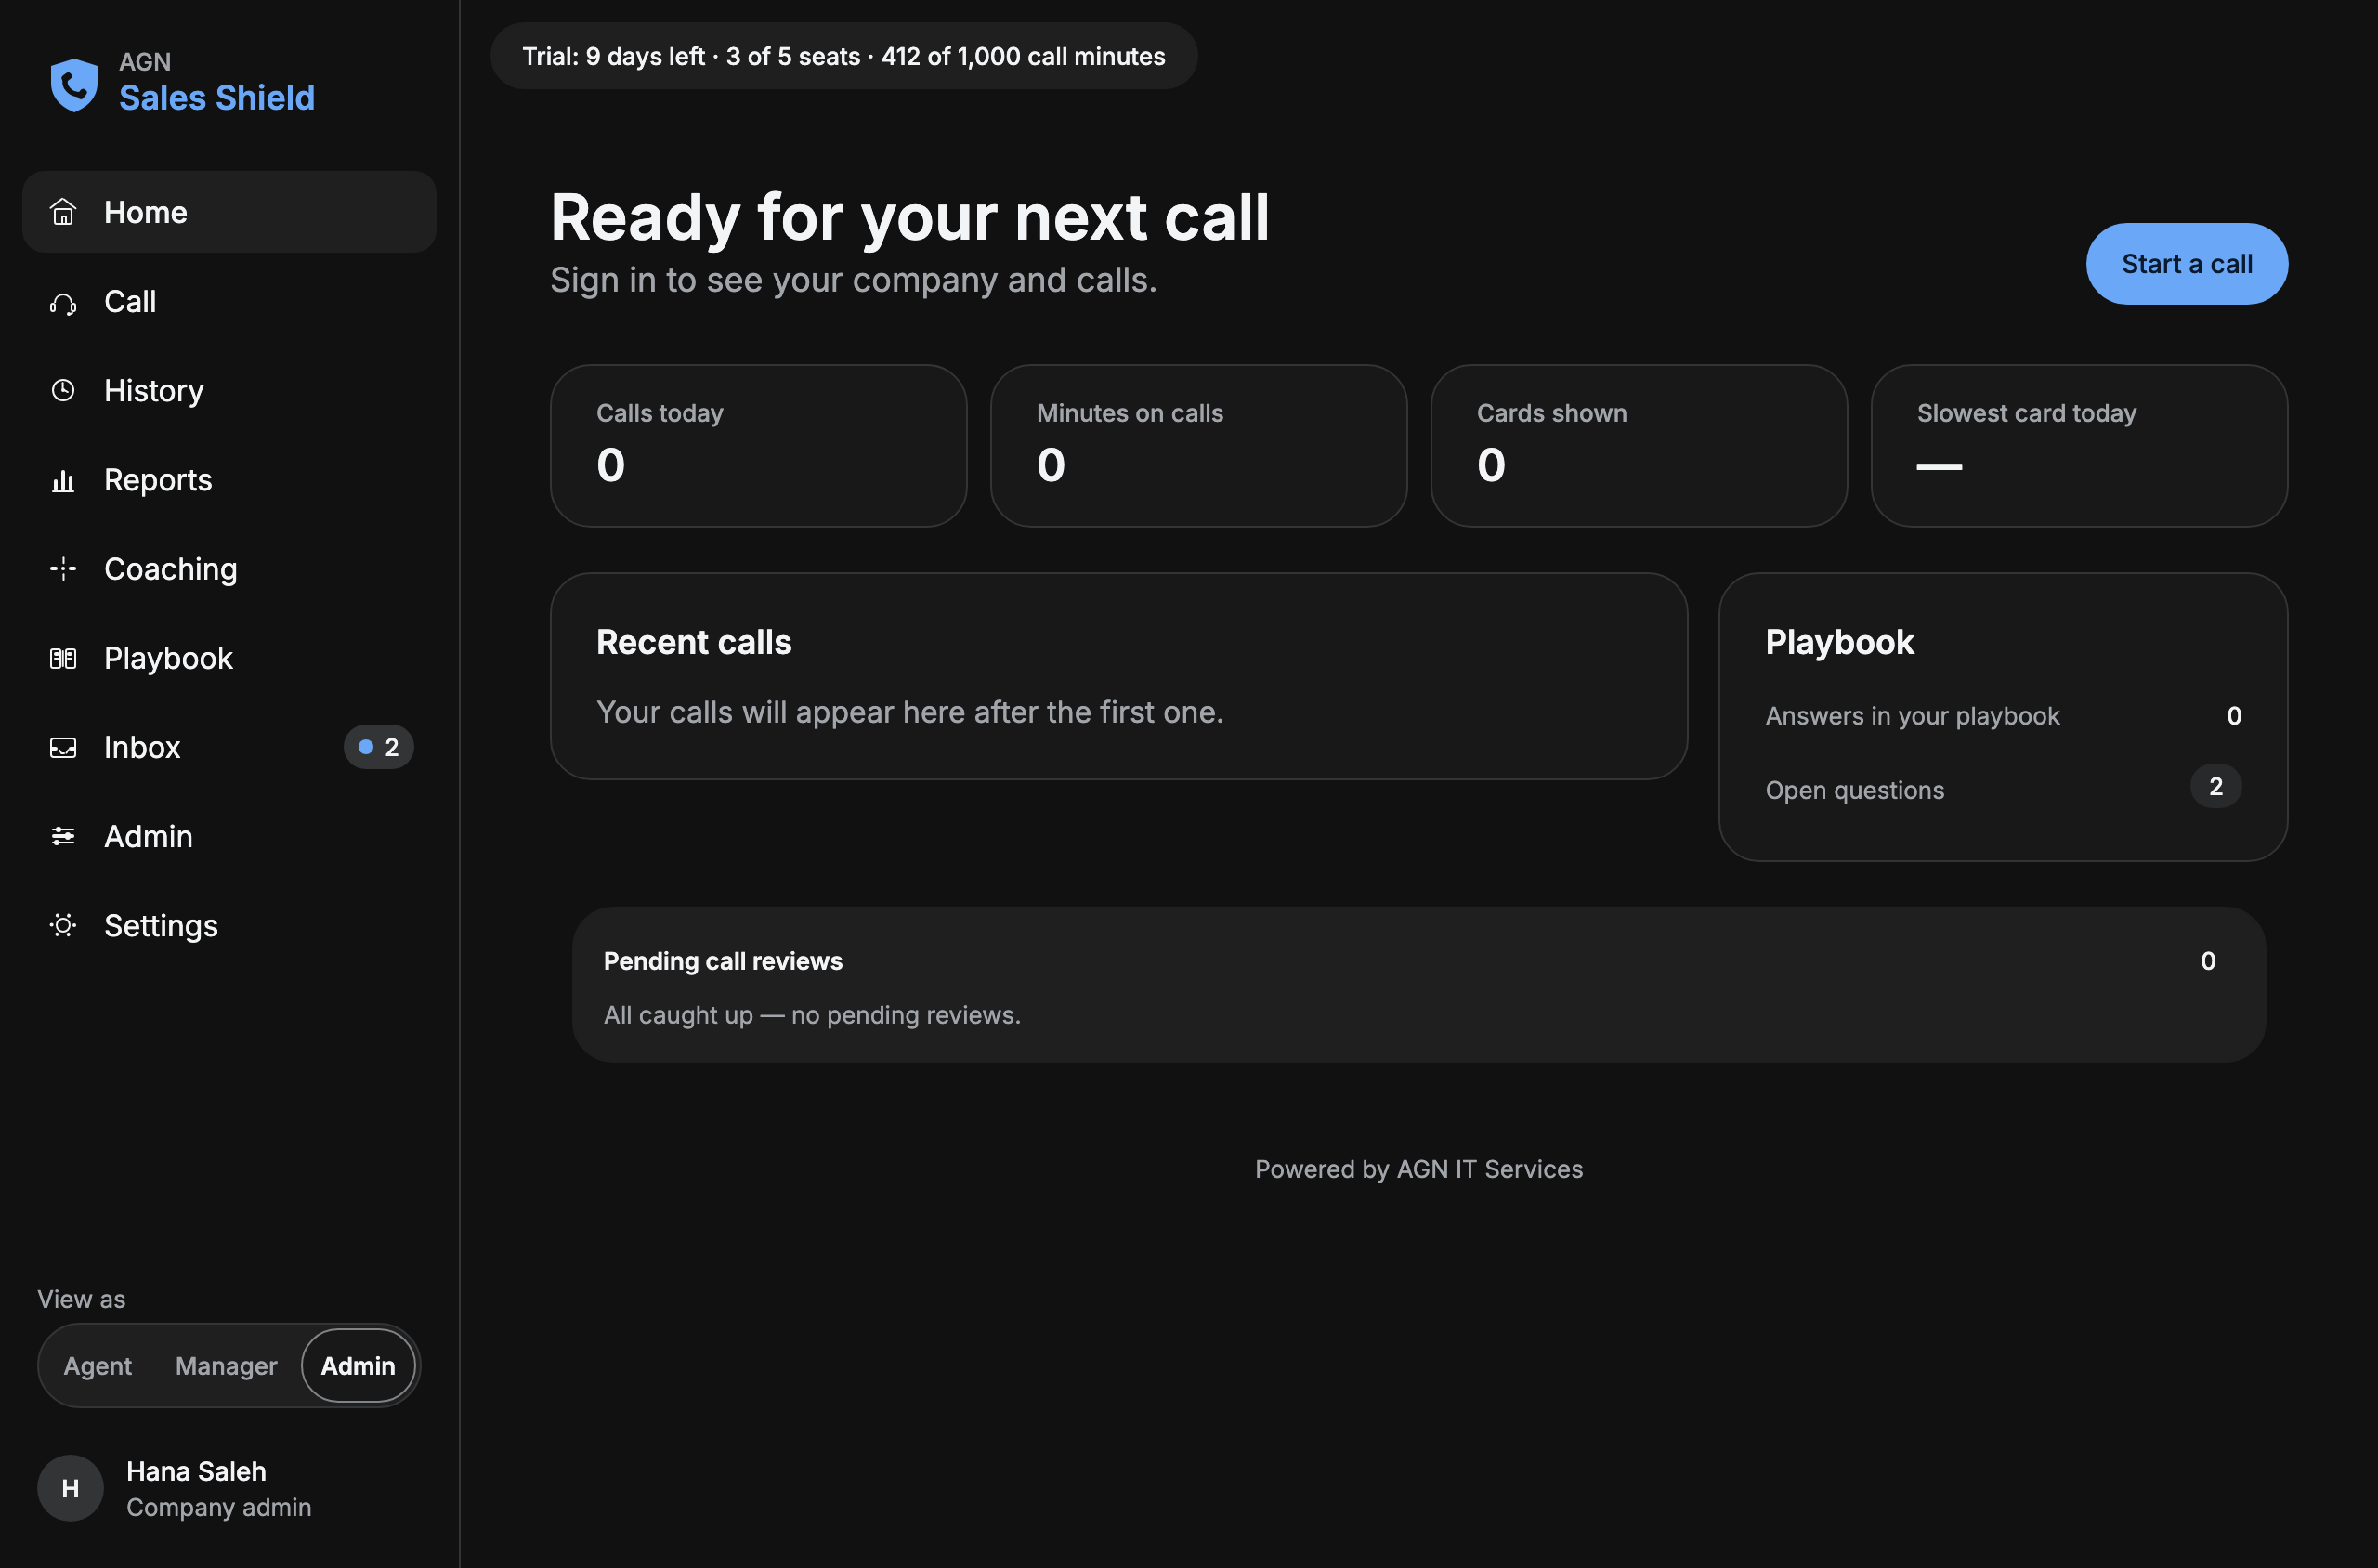 AGN
Sales Shield
Home
Call
History
Reports
Coaching
Playbook
Inbox
2
Admin
Settings
View as
Agent
Manager
Admin
H
Hana Saleh
Company admin
Trial: 9 days left · 3 of 5 seats · 412 of 1,000 call minutes
Ready for your next call
Sign in to see your company and calls.
Start a call
Calls today
0
Minutes on calls
0
Cards shown
0
Slowest card today
—
Recent calls
Your calls will appear here after the first one.
Playbook
Answers in your playbook
0
Open questions
2
Pending call reviews
0
All caught up — no pending reviews.
Powered by AGN IT Services